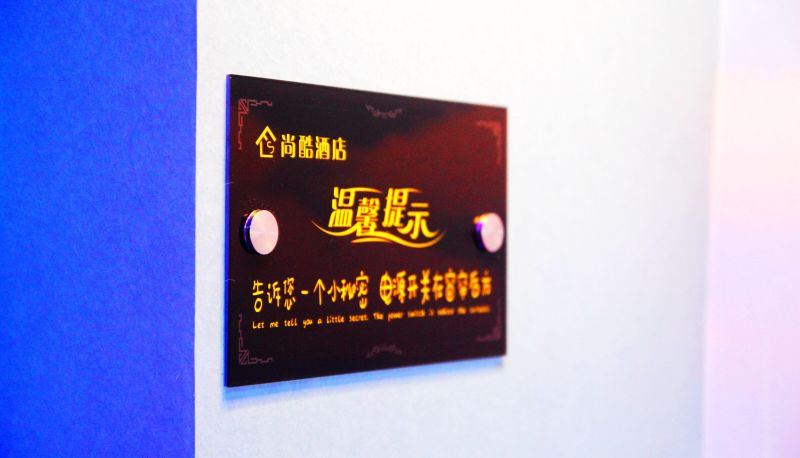 尚酷酒店
温馨提示
告诉您一个小秘密 电源开关在窗帘后方
Let me tell you a little secret. The power switch is behind the curtain.